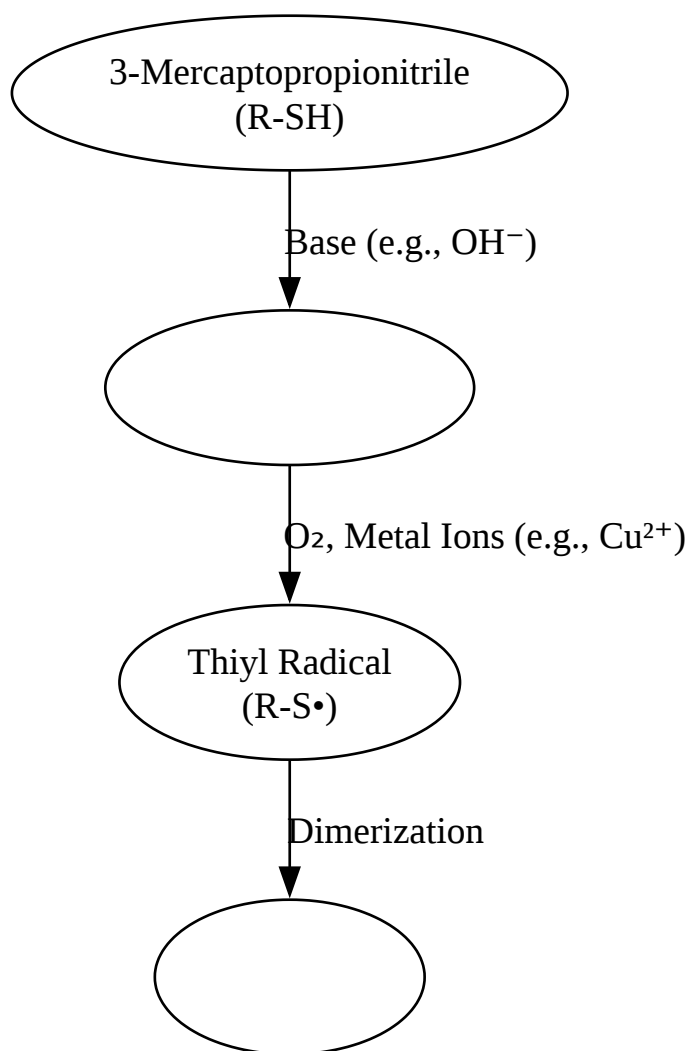 3-Mercaptopropionitrile
(R-SH)
Base (e.g., OH⁻)
O₂, Metal Ions (e.g., Cu²⁺)
Thiyl Radical
(R-S•)
Dimerization